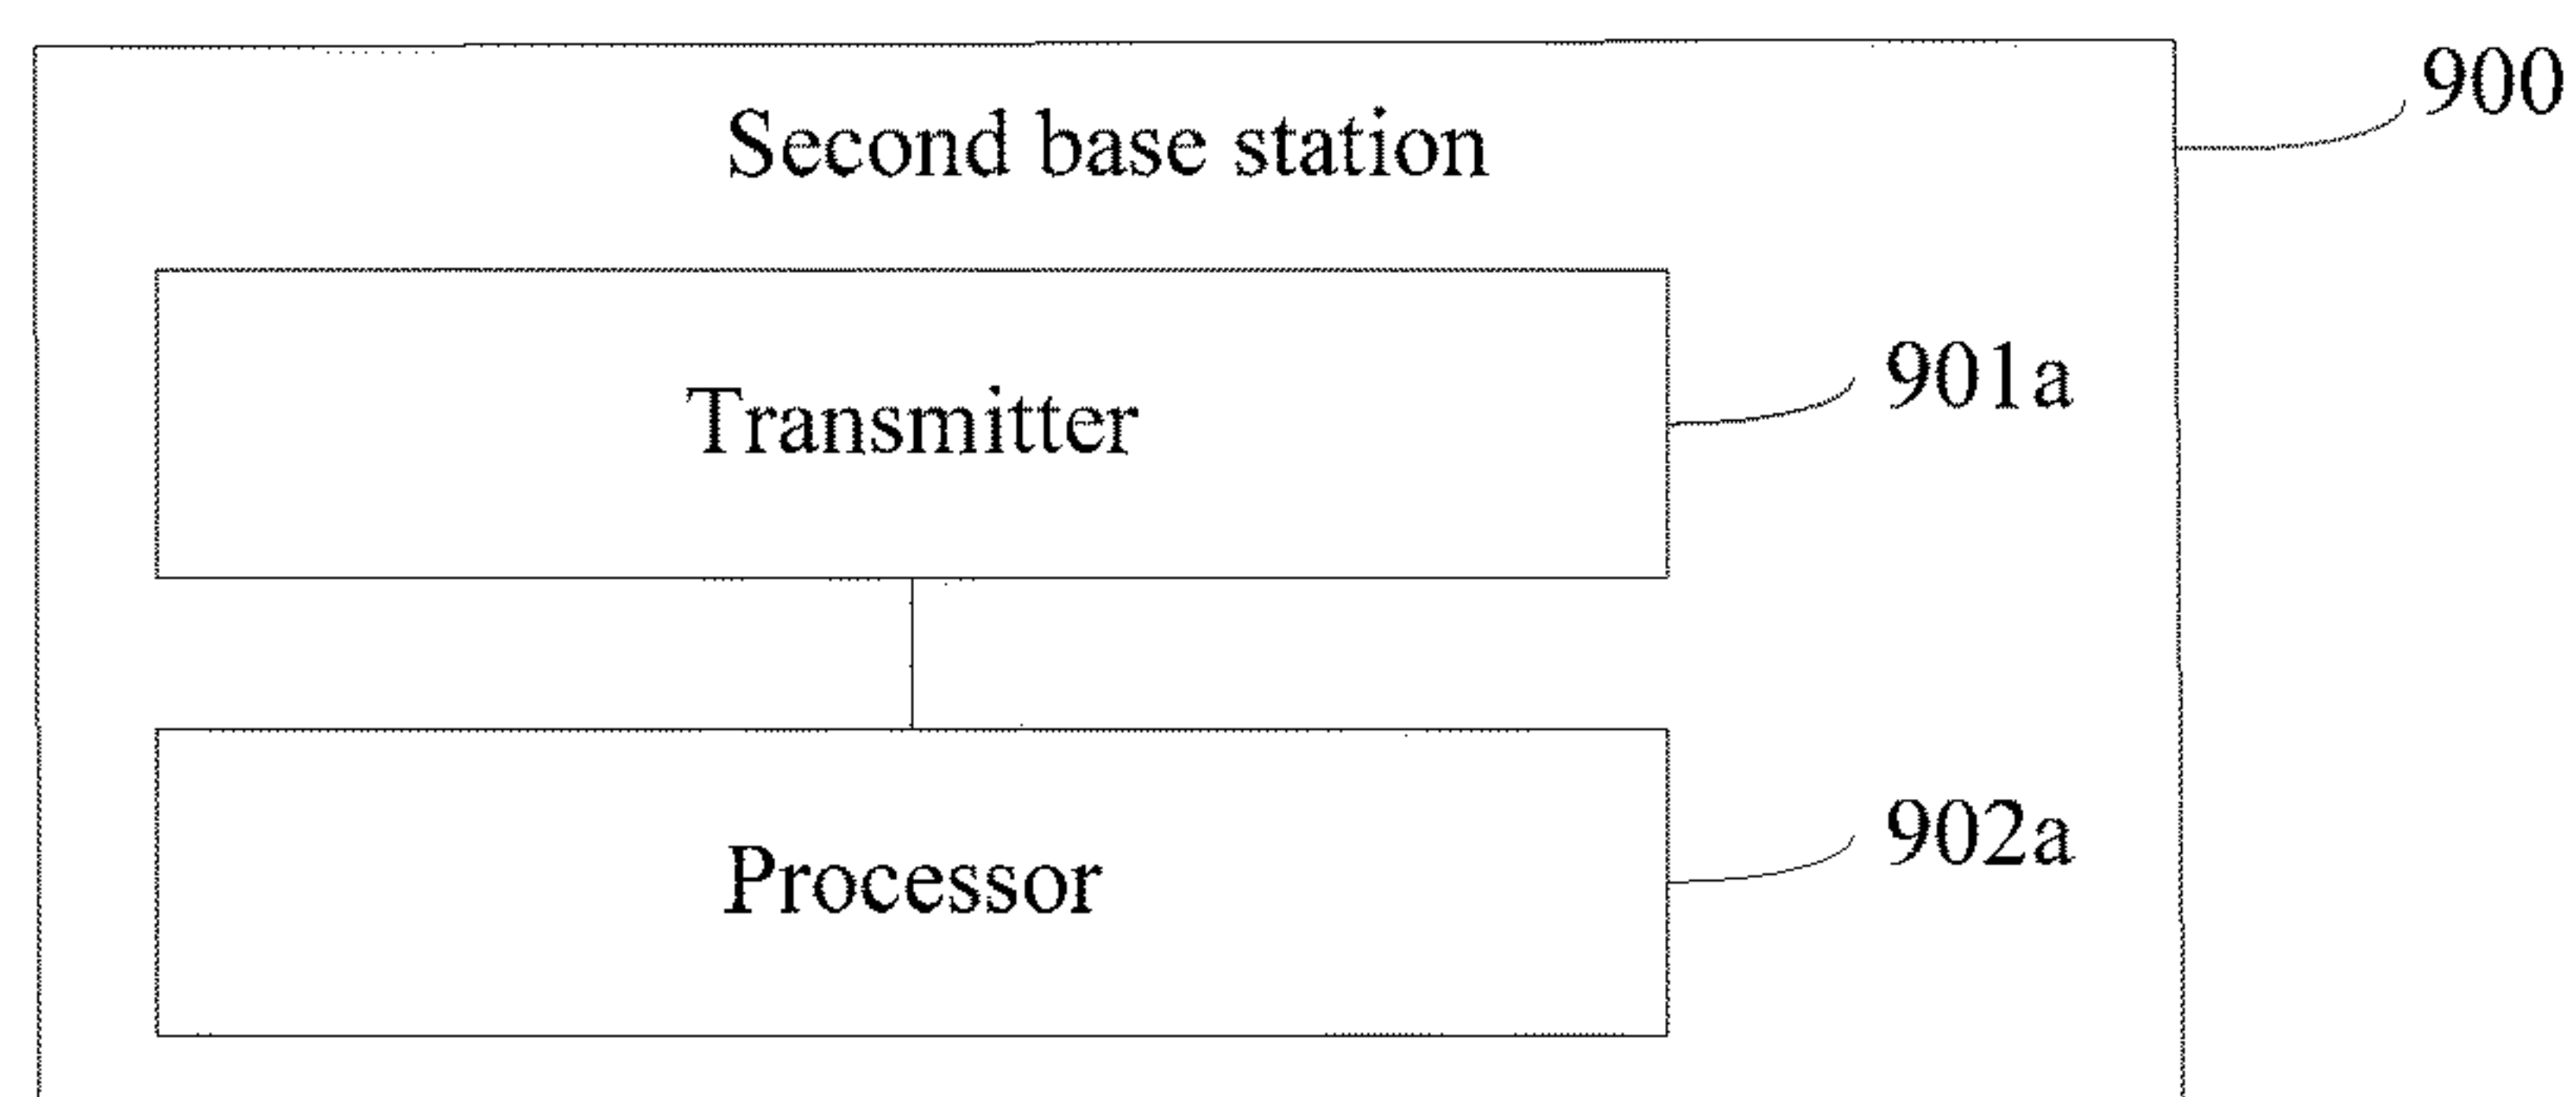 900
Second base station
901a
Transmitter
902a
Processor